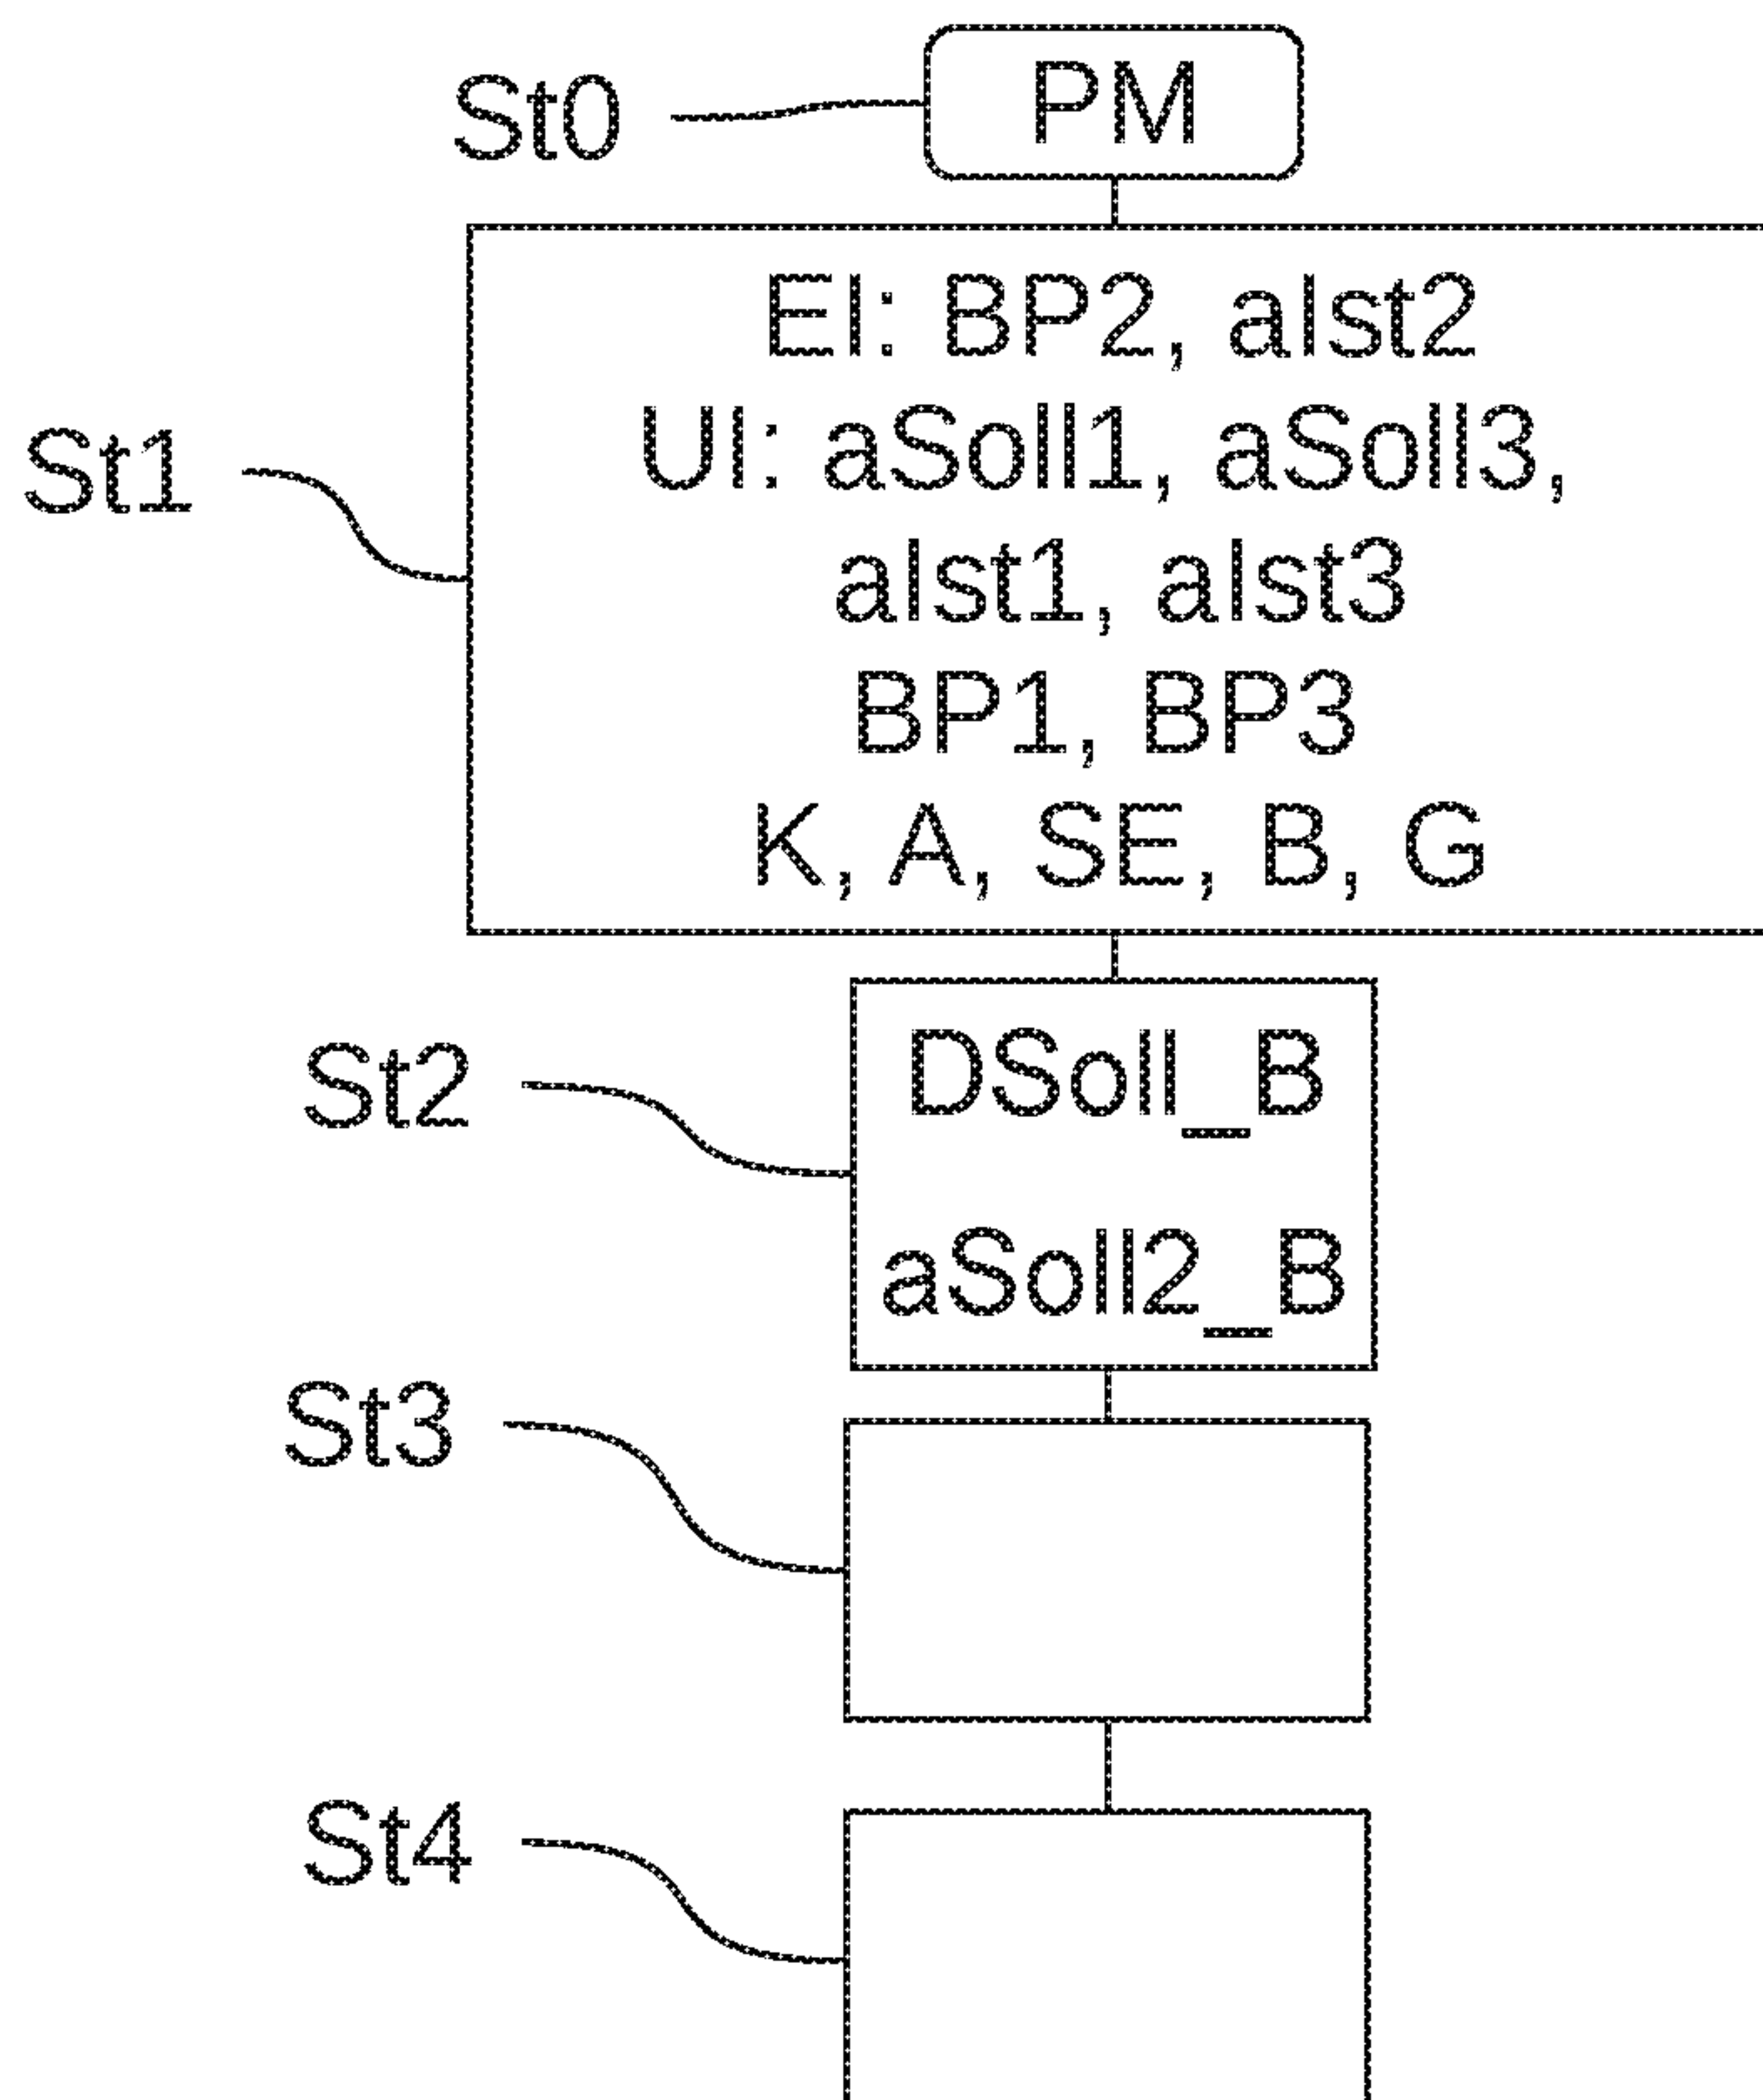 St0
PM
EI: BP2, aIst2
UI: aSoll1, aSoll3,
aIst1, aIst3
BP1, BP3
K, A, SE, B, G
St1
DSoll_B
St2
aSoll2_B
St3
St4